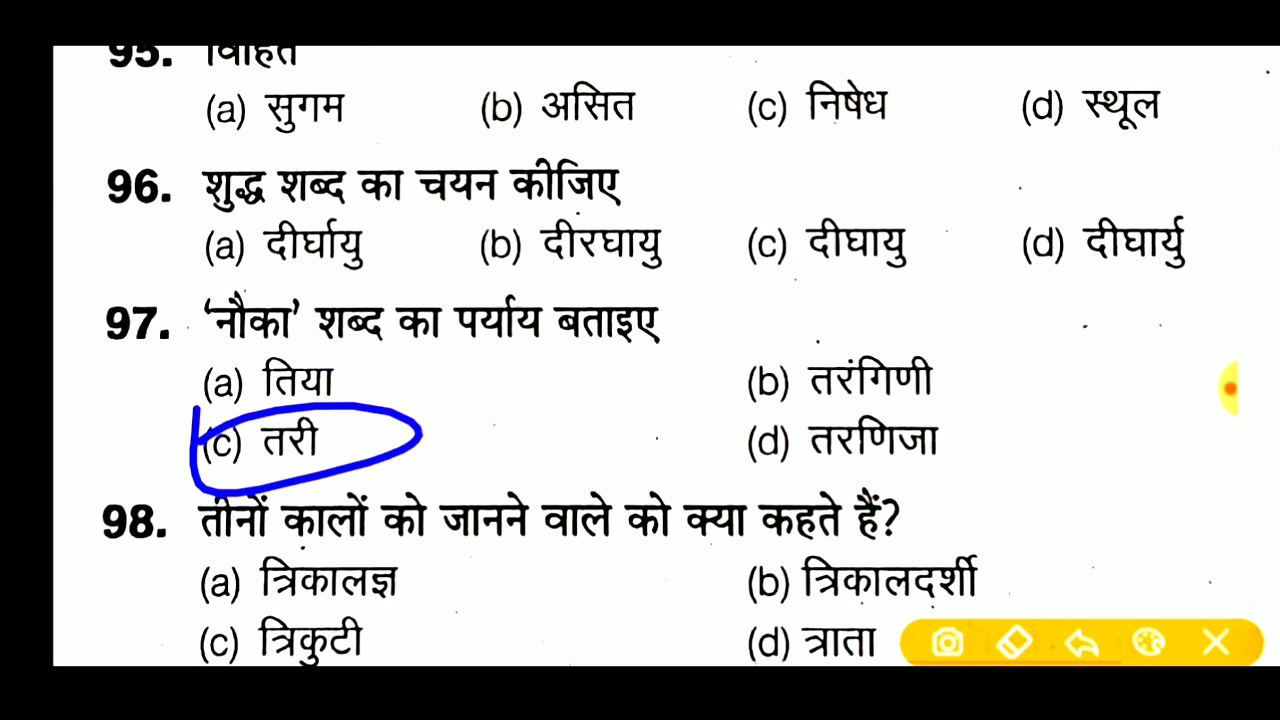 95. विहित
(a) सुगम (b) असित (c) निषेध (d) स्थूल
96. शुद्ध शब्द का चयन कीजिए
(a) दीर्घायु (b) दीरघायु (c) दीघायु (d) दीघार्यु
97. 'नौका' शब्द का पर्याय बताइए
(a) तिया (b) तरंगिणी
(c) तरी (d) तरणिजा
98. तीनों कालों को जानने वाले को क्या कहते हैं?
(a) त्रिकालज्ञ (b) त्रिकालदर्शी
(c) त्रिकुटी (d) त्राता